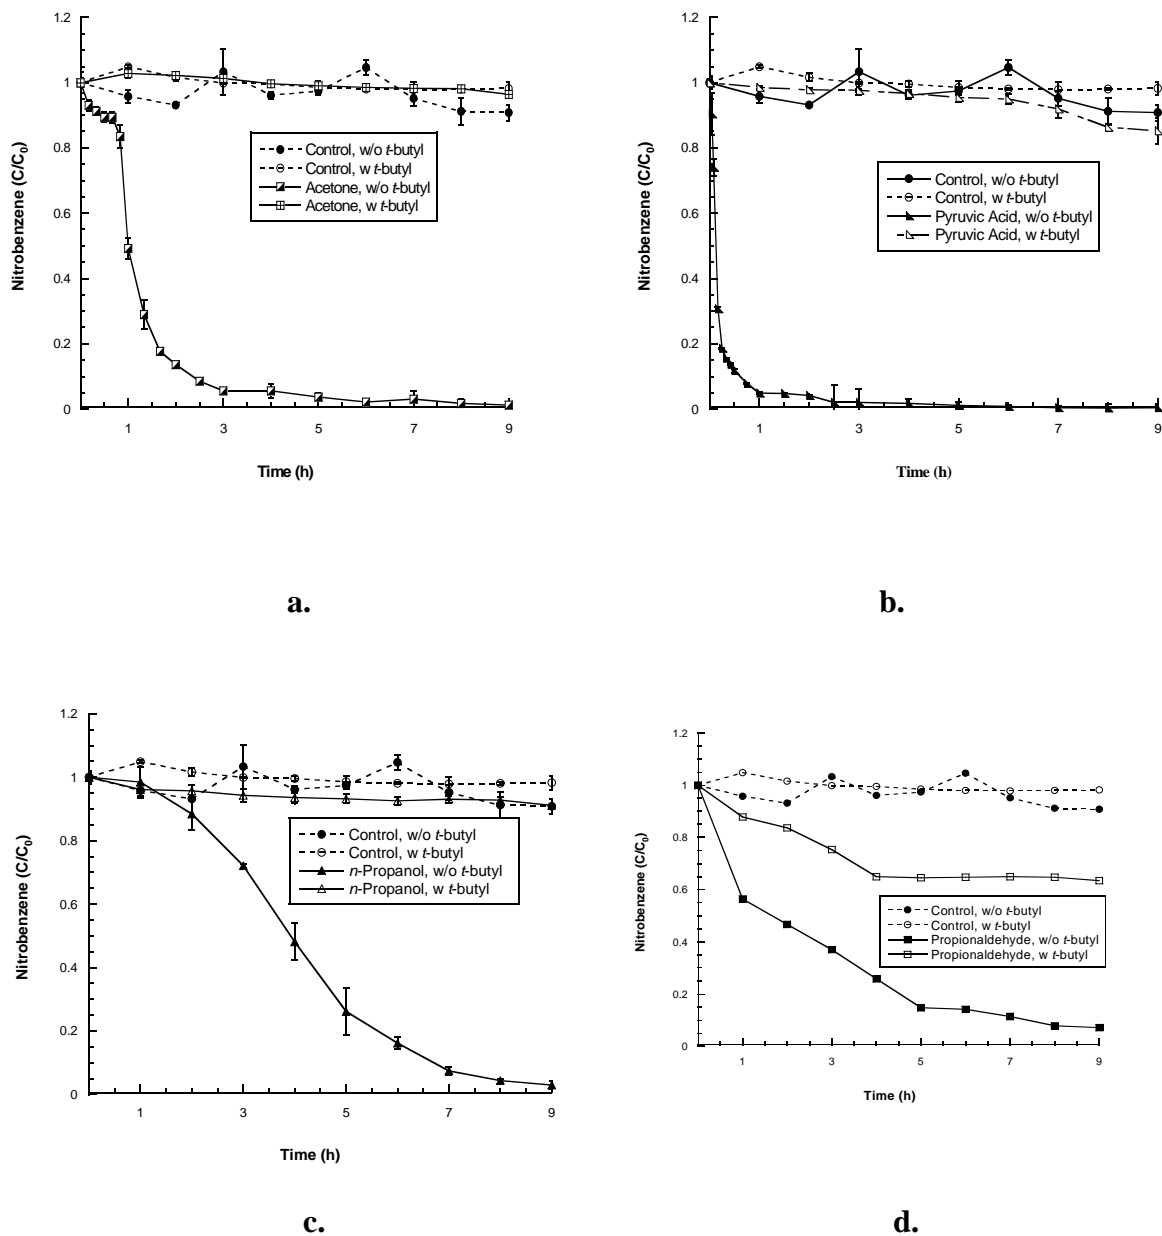 1.2
1
0.8
0.6
0.4
0.2
0
Nitrobenzene (C/C0)
Control, w/o t-butyl
Control, w t-butyl
Acetone, w/o t-butyl
Acetone, w t-butyl
1 3 5 7 9
Time (h)
a.
1.2
1
0.8
0.6
0.4
0.2
0
Nitrobenzene (C/C0)
Control, w/o t-butyl
Control, w t-butyl
Pyruvic Acid, w/o t-butyl
Pyruvic Acid, w t-butyl
1 3 5 7 9
Time (h)
b.
1.2
1
0.8
0.6
0.4
0.2
0
Nitrobenzene (C/C0)
Control, w/o t-butyl
Control, w t-butyl
n-Propanol, w/o t-butyl
n-Propanol, w t-butyl
1 3 5 7 9
Time (h)
c.
1.2
1
0.8
0.6
0.4
0.2
0
Nitrobenzene (C/C0)
Control, w/o t-butyl
Control, w t-butyl
Propionaldehyde, w/o t-butyl
Propionaldehyde, w t-butyl
1 3 5 7 9
Time (h)
d.